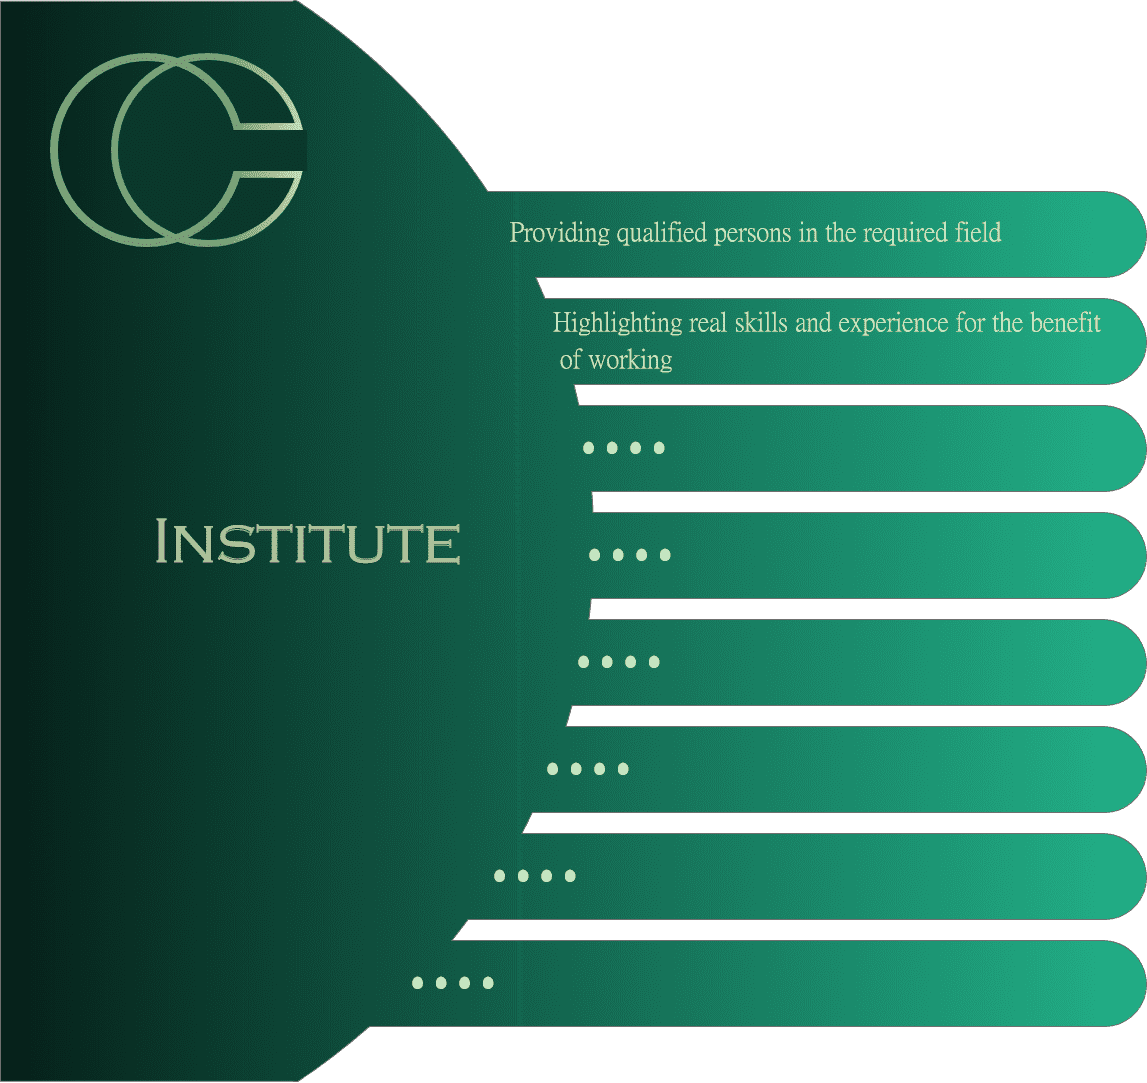 Providing qualified persons in the required field
Highlighting real skills and experience for the benefit
of working
• • • •
• • • •
INSTITUTE
• • • •
• • • •
• • • •
• • • •